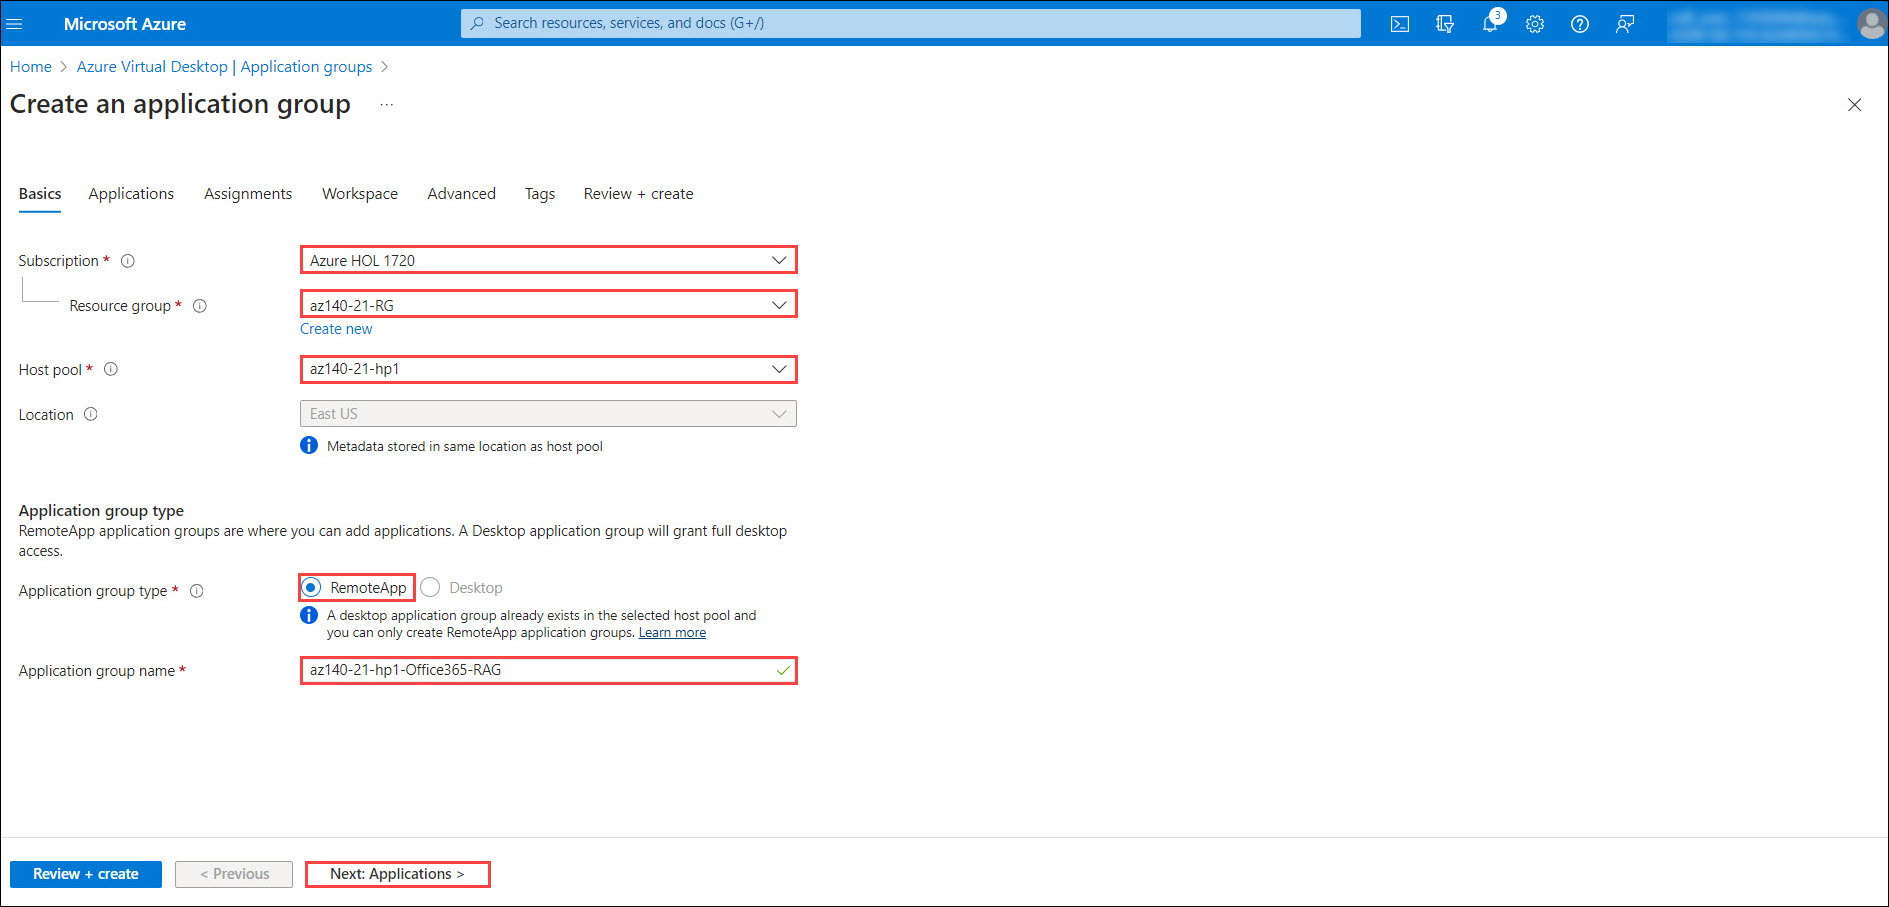 Microsoft Azure
Search resources, services, and docs (G+/)
3
Home > Azure Virtual Desktop | Application groups >
Create an application group ...
Basics Applications Assignments Workspace Advanced Tags Review + create
Subscription *
Azure HOL 1720
Resource group *
az140-21-RG
Create new
Host pool *
az140-21-hp1
Location
East US
Metadata stored in same location as host pool
Application group type
RemoteApp application groups are where you can add applications. A Desktop application group will grant full desktop
access.
Application group type *
RemoteApp Desktop
A desktop application group already exists in the selected host pool and
you can only create RemoteApp application groups. Learn more
Application group name *
az140-21-hp1-Office365-RAG
Review + create < Previous Next: Applications >